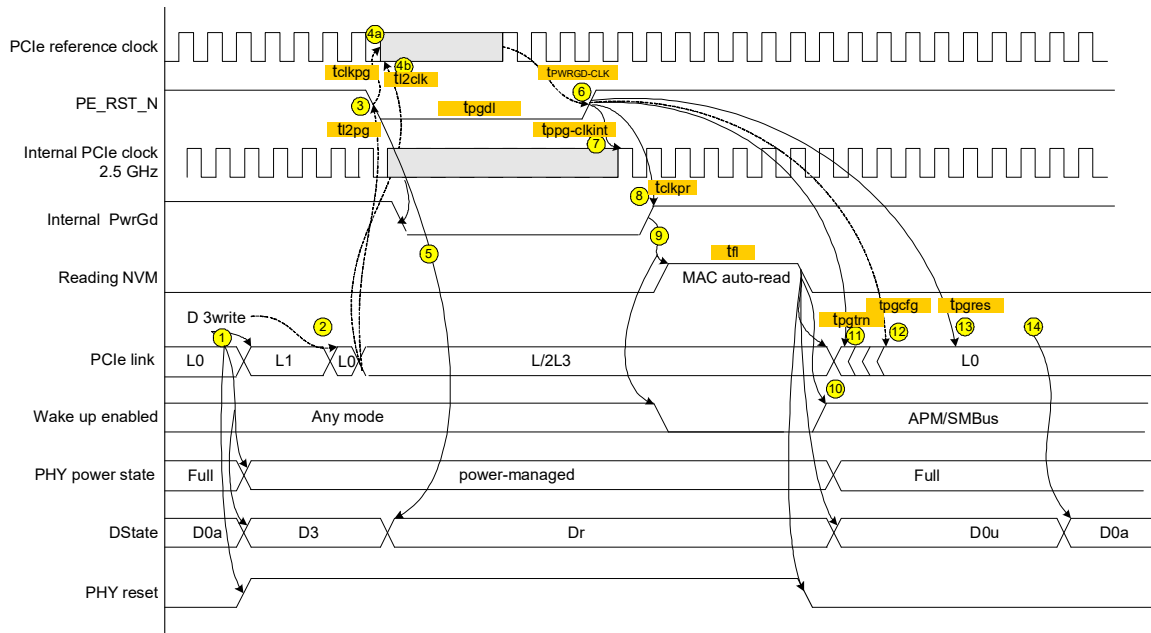 4a
PCIe reference clock
4b
tclkpg
tl2clk
tPWRGD-CLK
6
PE_RST_N
3
tpgdl
tl2pg
tppg-clkint
7
Internal PCIe clock
2.5 GHz
tclkpr
8
Internal PwrGd
9
5
tfl
Reading NVM
MAC auto-read
tpgcfg
tpgres
D 3write
2
tpgtrn
1
11
12
13
14
PCIe link
L0
L1
L0
L/2L3
L0
10
Wake up enabled
Any mode
APM/SMBus
PHY power state
Full
power-managed
Full
DState
D0a
D3
Dr
D0u
D0a
PHY reset